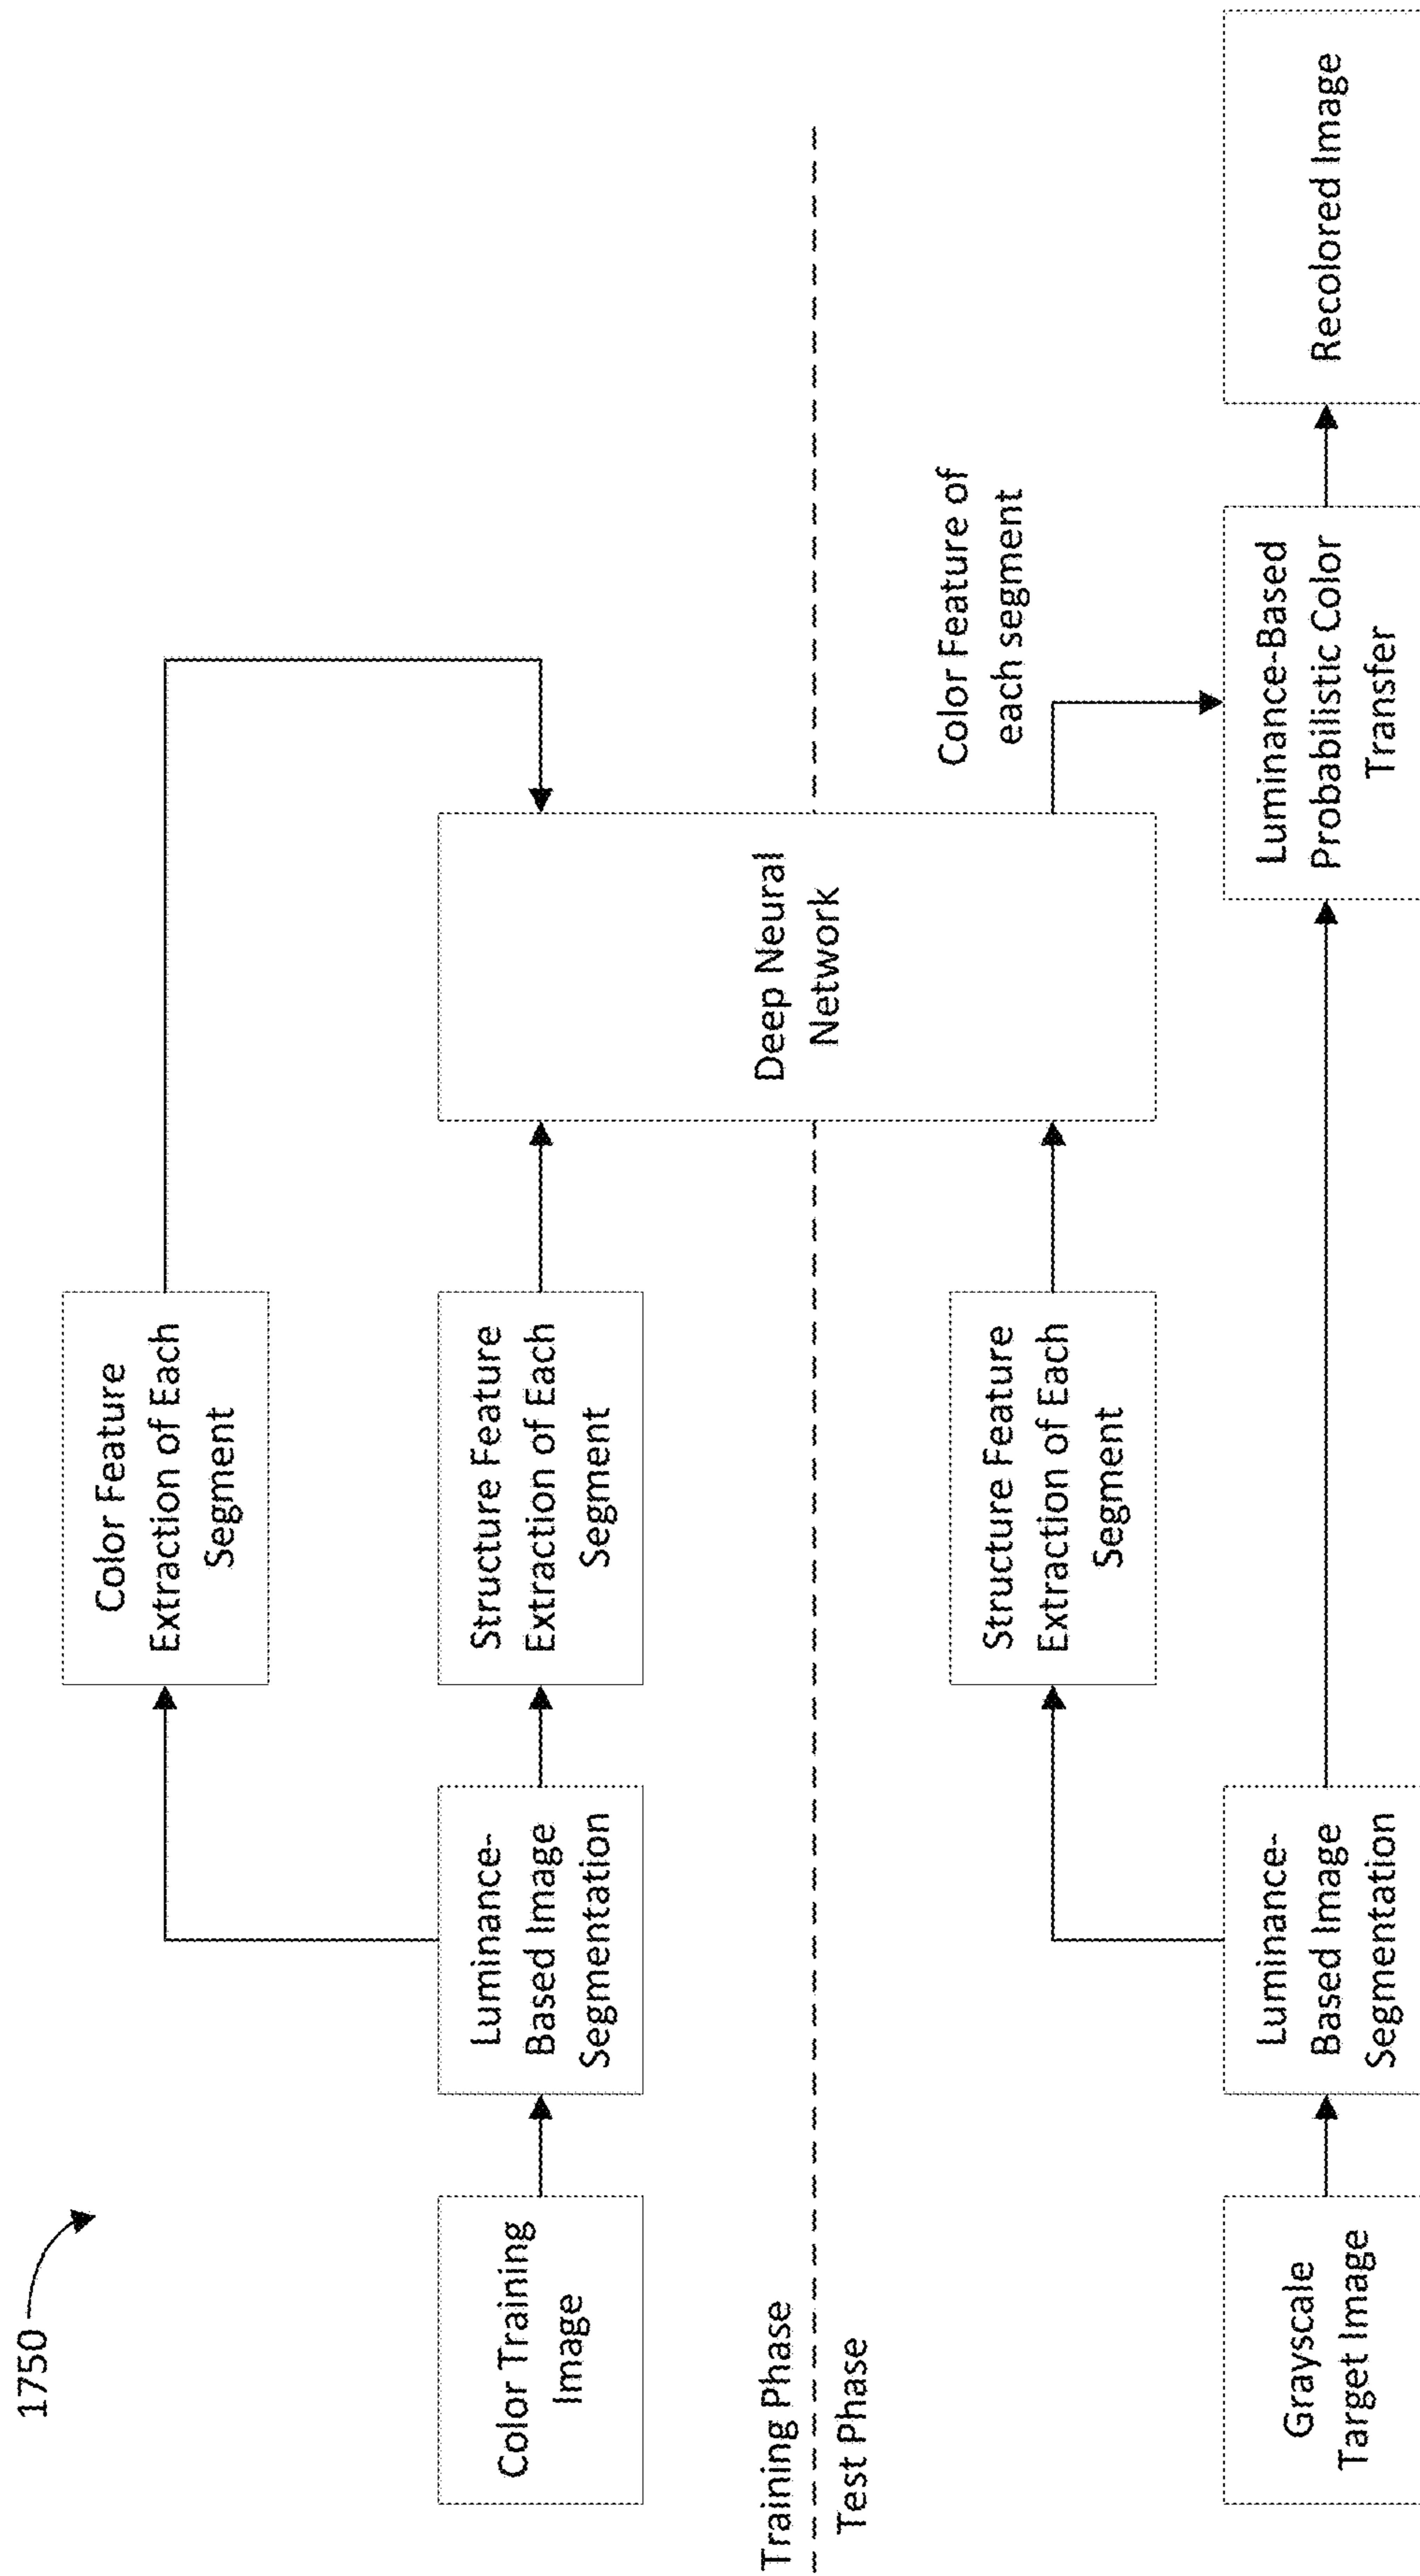 1750
Color Feature
Extraction of Each
Segment
Color Training
Image
Luminance-
Based Image
Segmentation
Structure Feature
Extraction of Each
Segment
Deep Neural
Network
Training Phase
Test Phase
Structure Feature
Extraction of Each
Segment
Color Feature of
each segment
Grayscale
Target Image
Luminance-
Based Image
Segmentation
Luminance-Based
Probabilistic Color
Transfer
Recolored Image